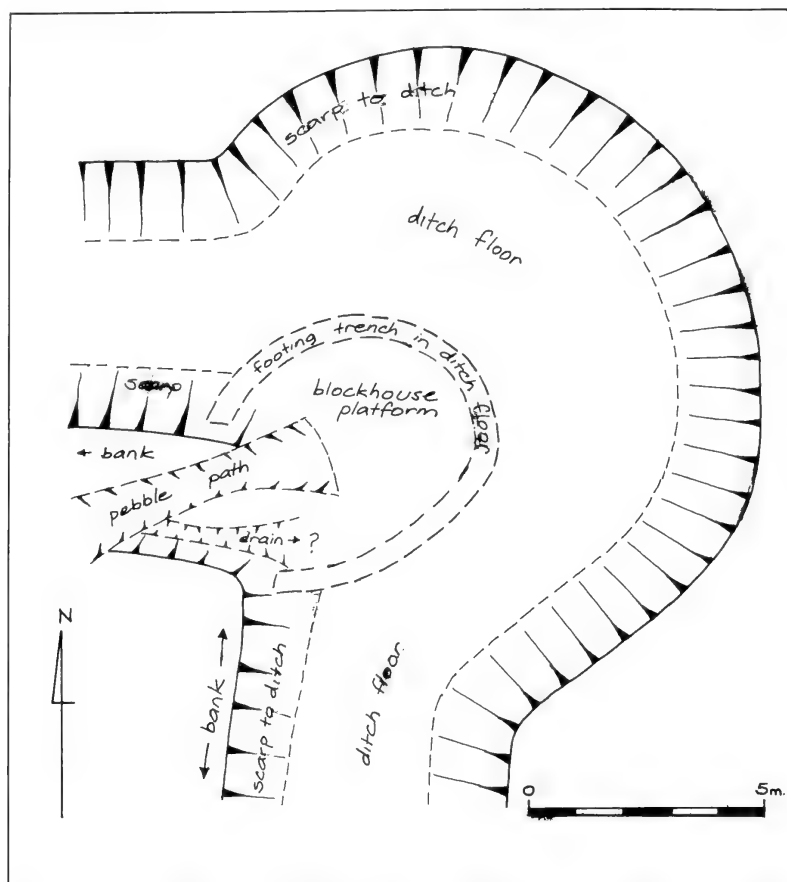 scarp to ditch
ditch floor
footing trench in ditch floor
scarp
blockhouse
platform
← bank
pebble path
drain → ?
N
← bank →
scarp to ditch
ditch floor
0 5m.